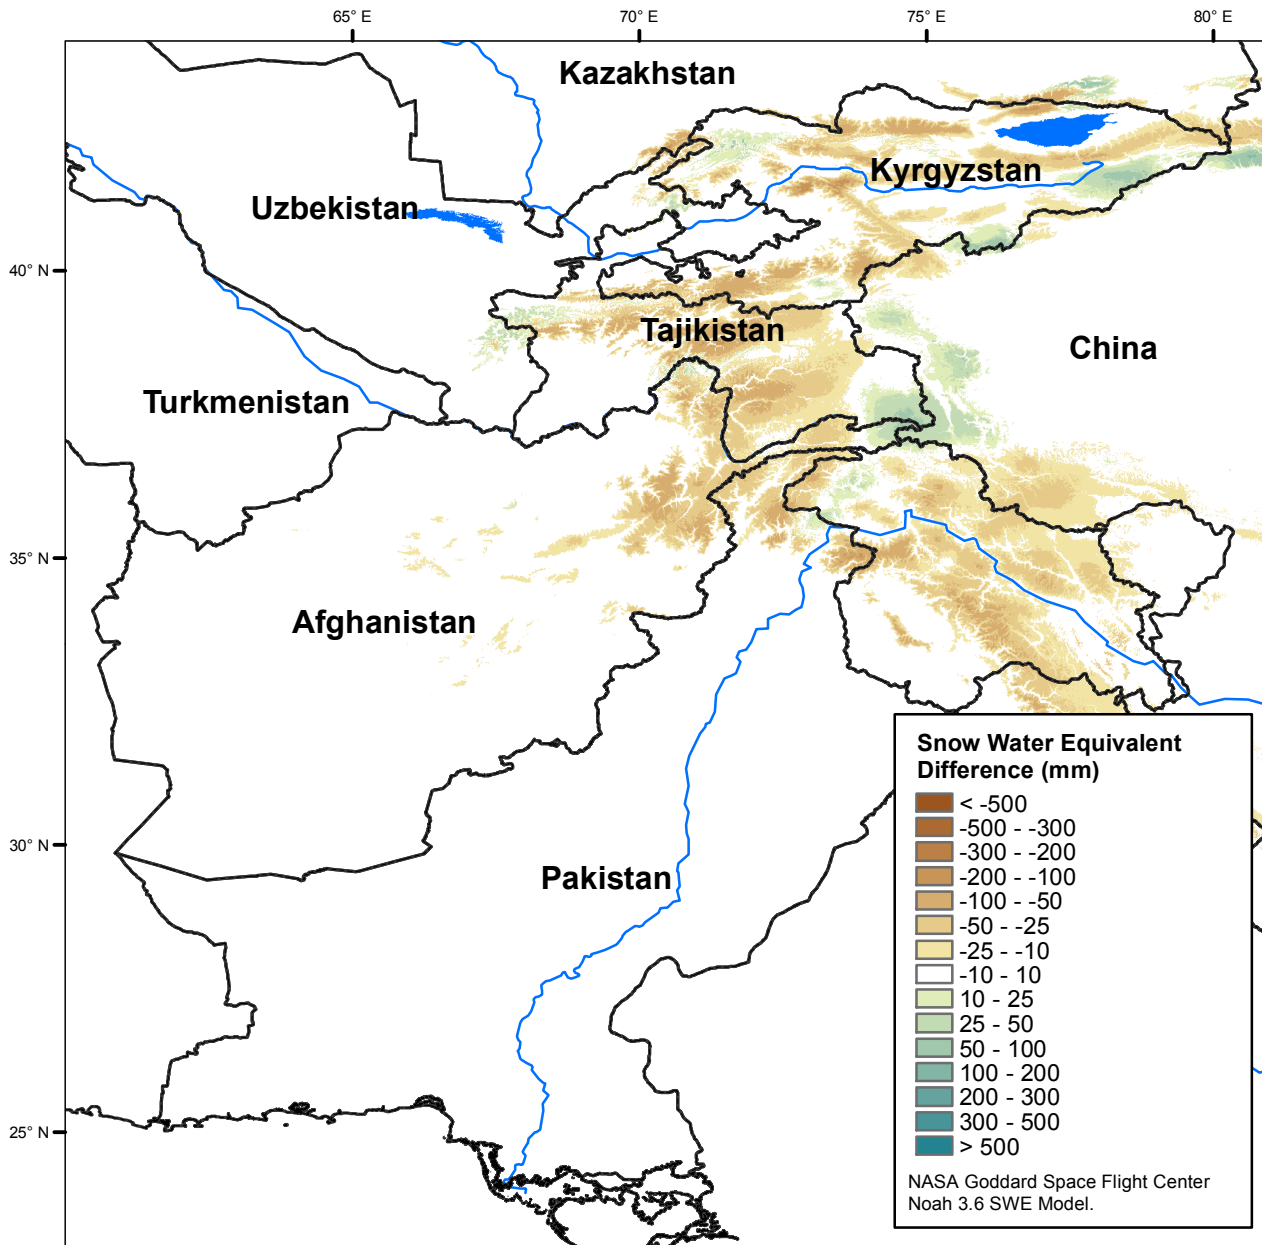 65° E
70° E
75° E
80° E
Kazakhstan
Kyrgyzstan
Uzbekistan
40° N
Tajikistan
China
Turkmenistan
35° N
Afghanistan
30° N
Pakistan
25° N
Snow Water Equivalent
Difference (mm)
< -500
-500 - -300
-300 - -200
-200 - -100
-100 - -50
-50 - -25
-25 - -10
-10 - 10
10 - 25
25 - 50
50 - 100
100 - 200
200 - 300
300 - 500
> 500
NASA Goddard Space Flight Center
Noah 3.6 SWE Model.